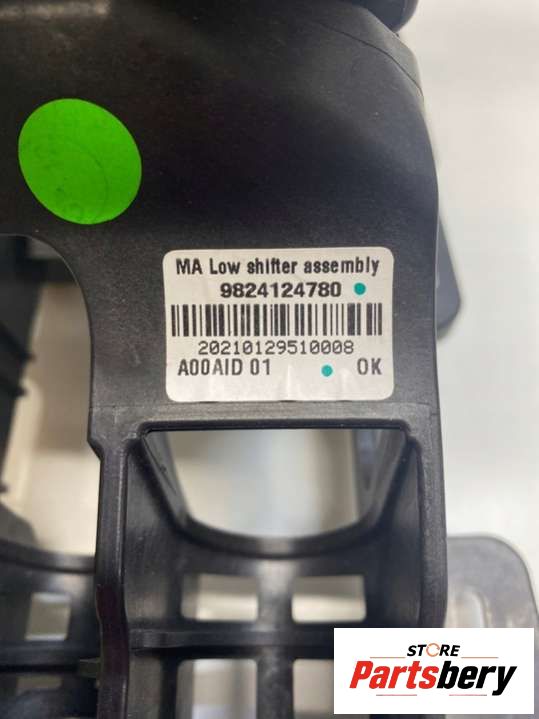 MA Low shifter assembly
9824124780
20210129510008
A00AID 01 OK
STORE
Partsbery